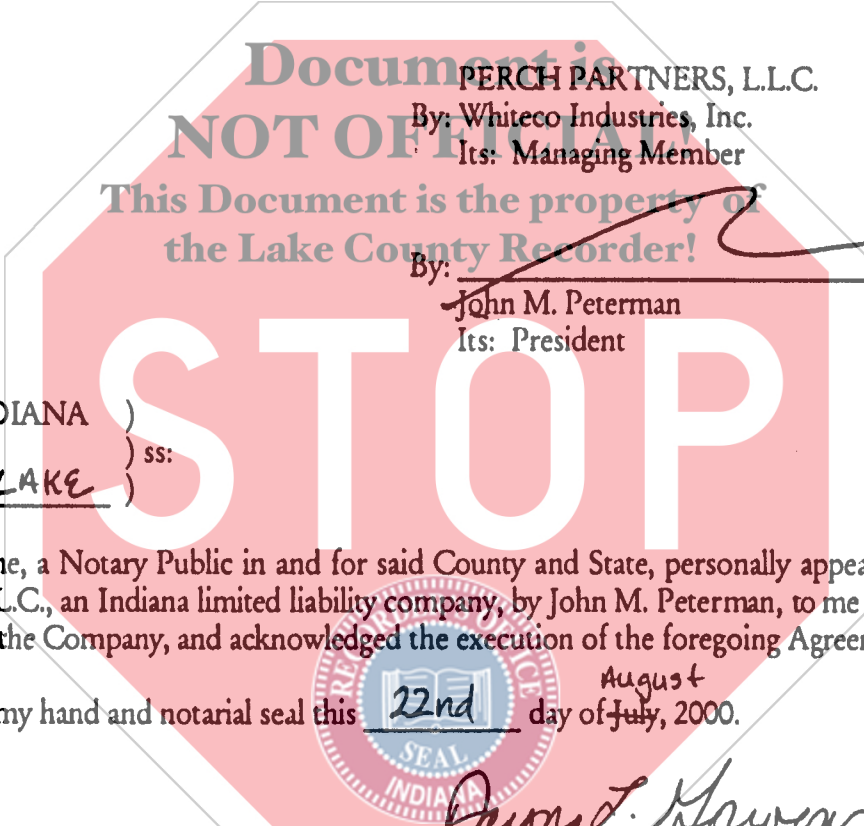 Document is
NOT OFFICIAL
This Document is the property of
the Lake County Recorder!
PERCH PARTNERS, L.L.C.
By: Whiteco Industries, Inc.
Its: Managing Member
By:
John M. Peterman
Its: President
STOP
DIANA )
) ss:
LAKE )
ne, a Notary Public in and for said County and State, personally appea
L.C., an Indiana limited liability company, by John M. Peterman, to me
the Company, and acknowledged the execution of the foregoing Agreer
August
my hand and notarial seal this 22nd day of July, 2000.
RECORDER'S OFFICE
SEAL
INDIANA